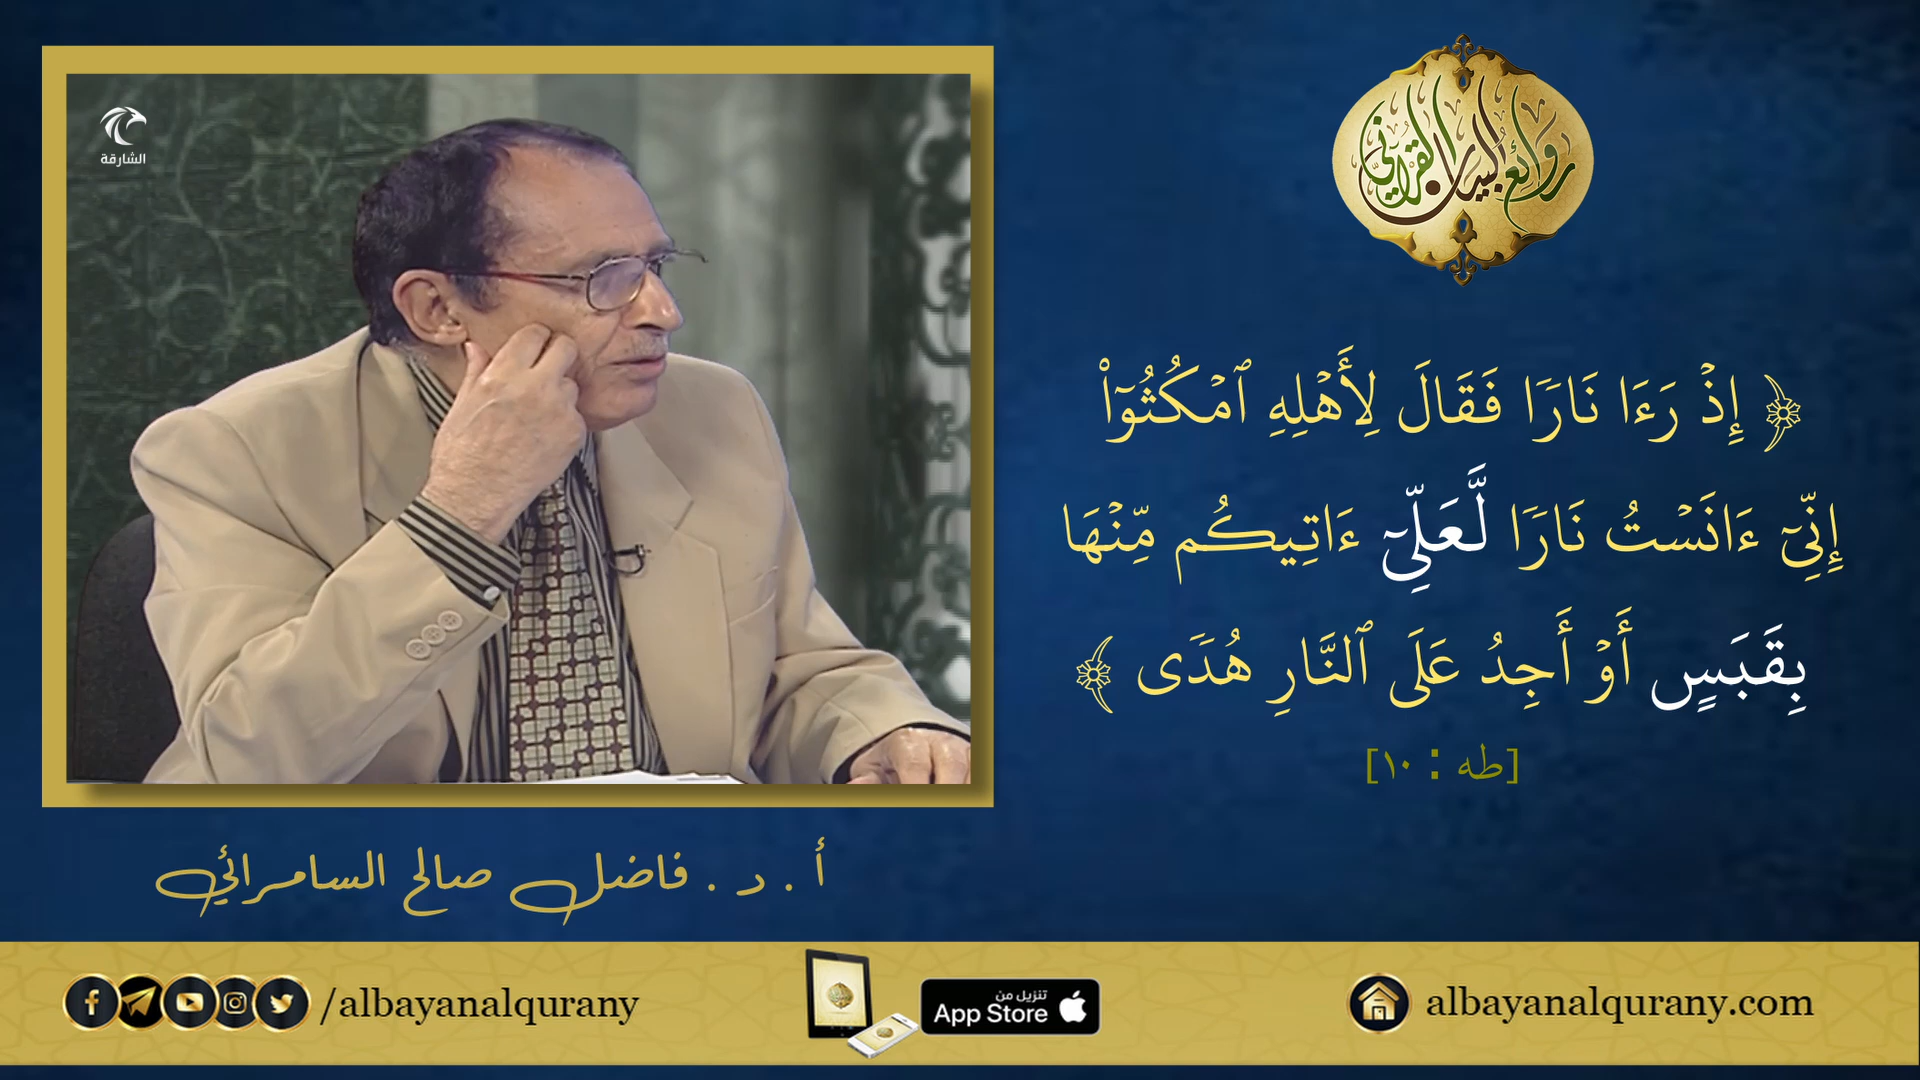 الشارقة
روائع البيان القرآني
﴿ إِذۡ رَءَا نَارٗا فَقَالَ لِأَهۡلِهِ ٱمۡكُثُوٓاْ
إِنِّيٓ ءَانَسۡتُ نَارٗا لَّعَلِّيٓ ءَاتِيكُم مِّنۡهَا
بِقَبَسٍ أَوۡ أَجِدُ عَلَى ٱلنَّارِ هُدٗى ﴾
[طه : ١٠]
أ . د . فاضل صالح السامرائي
/albayanalqurany
تنزيل من
App Store
albayanalqurany.com